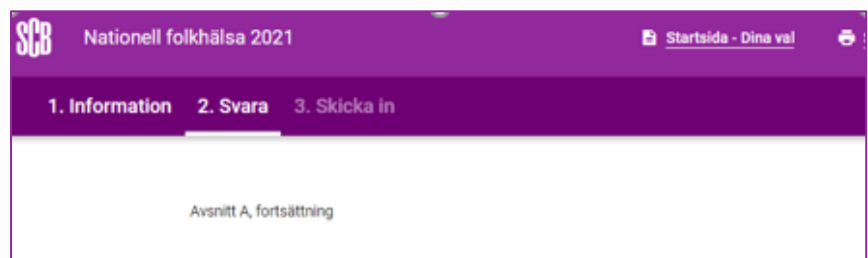 SCB Nationell folkhälsa 2021 Startsida - Dina val
1. Information 2. Svara 3. Skicka in
Avsnitt A, fortsättning